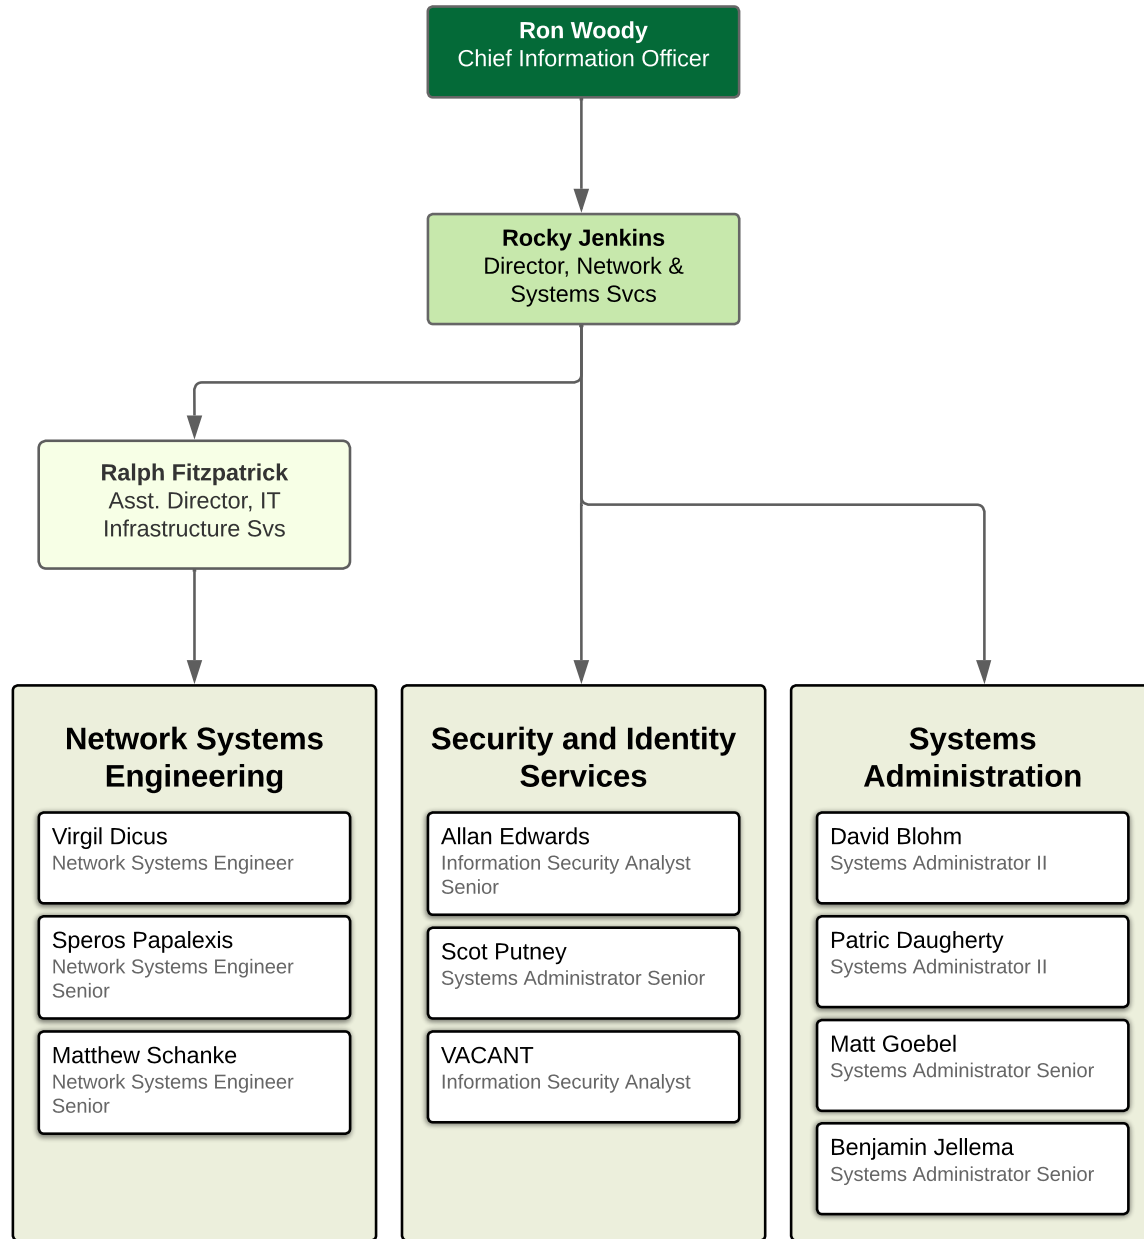 Ron Woody
Chief Information Officer
Rocky Jenkins
Director, Network &
Systems Svcs
Ralph Fitzpatrick
Asst. Director, IT
Infrastructure Svs
Network Systems
Engineering
Virgil Dicus
Network Systems Engineer
Speros Papalexis
Network Systems Engineer
Senior
Matthew Schanke
Network Systems Engineer
Senior
Security and Identity
Services
Allan Edwards
Information Security Analyst
Senior
Scot Putney
Systems Administrator Senior
VACANT
Information Security Analyst
Systems
Administration
David Blohm
Systems Administrator II
Patric Daugherty
Systems Administrator II
Matt Goebel
Systems Administrator Senior
Benjamin Jellema
Systems Administrator Senior